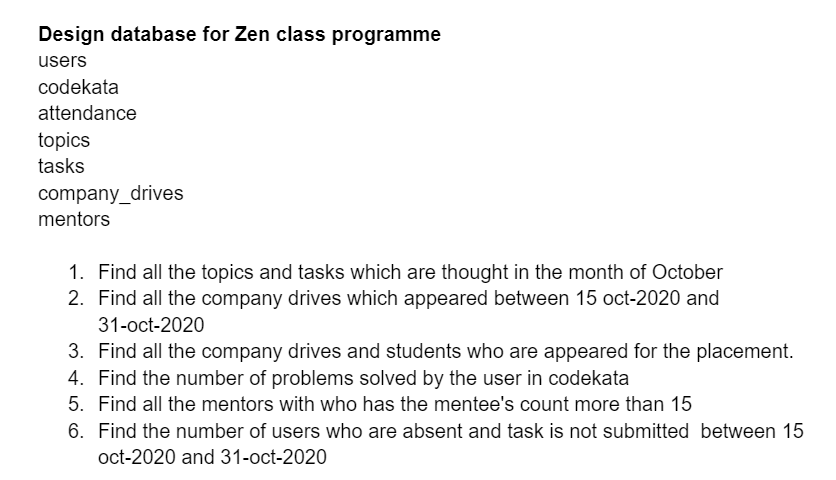 Design database for Zen class programme
users
codekata
attendance
topics
tasks
company_drives
mentors
1. Find all the topics and tasks which are thought in the month of October
2. Find all the company drives which appeared between 15 oct-2020 and
31-oct-2020
3. Find all the company drives and students who are appeared for the placement.
4. Find the number of problems solved by the user in codekata
5. Find all the mentors with who has the mentee's count more than 15
6. Find the number of users who are absent and task is not submitted  between 15
oct-2020 and 31-oct-2020